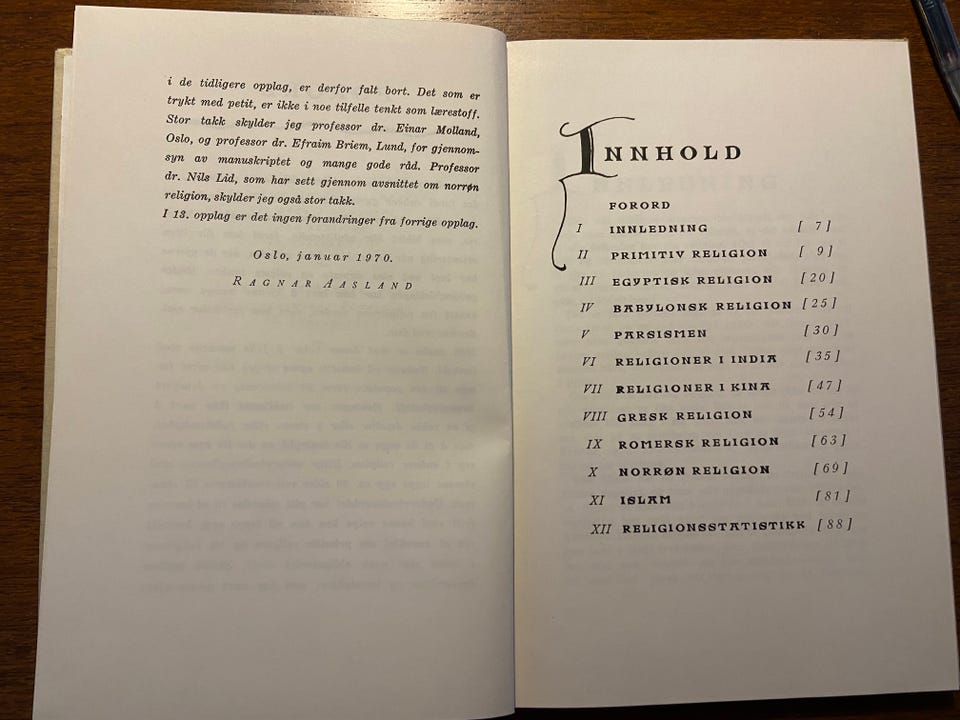 i de tidligere opplag, er derfor falt bort. Det som er
trykt med petit, er ikke i noe tilfelle tenkt som lærestoff.
Stor takk skylder jeg professor dr. Einar Molland,
Oslo, og professor dr. Efraim Briem, Lund, for gjennom-
syn av manuskriptet og mange gode råd. Professor
dr. Nils Lid, som har sett gjennom avsnittet om norrøn
religion, skylder jeg også stor takk.
I 13. opplag er det ingen forandringer fra forrige opplag.
Oslo, januar 1970.
RAGNAR AASLAND
INNHOLD
FORORD
I INNLEDNING [ 7]
II PRIMITIV RELIGION [ 9]
III EGYPTISK RELIGION [20]
IV BABYLONSK RELIGION [25]
V PARSISMEN [30]
VI RELIGIONER I INDIA [35]
VII RELIGIONER I KINA [47]
VIII GRESK RELIGION [54]
IX ROMERSK RELIGION [63]
X NORRØN RELIGION [69]
XI ISLAM [81]
XII RELIGIONSSTATISTIKK [88]